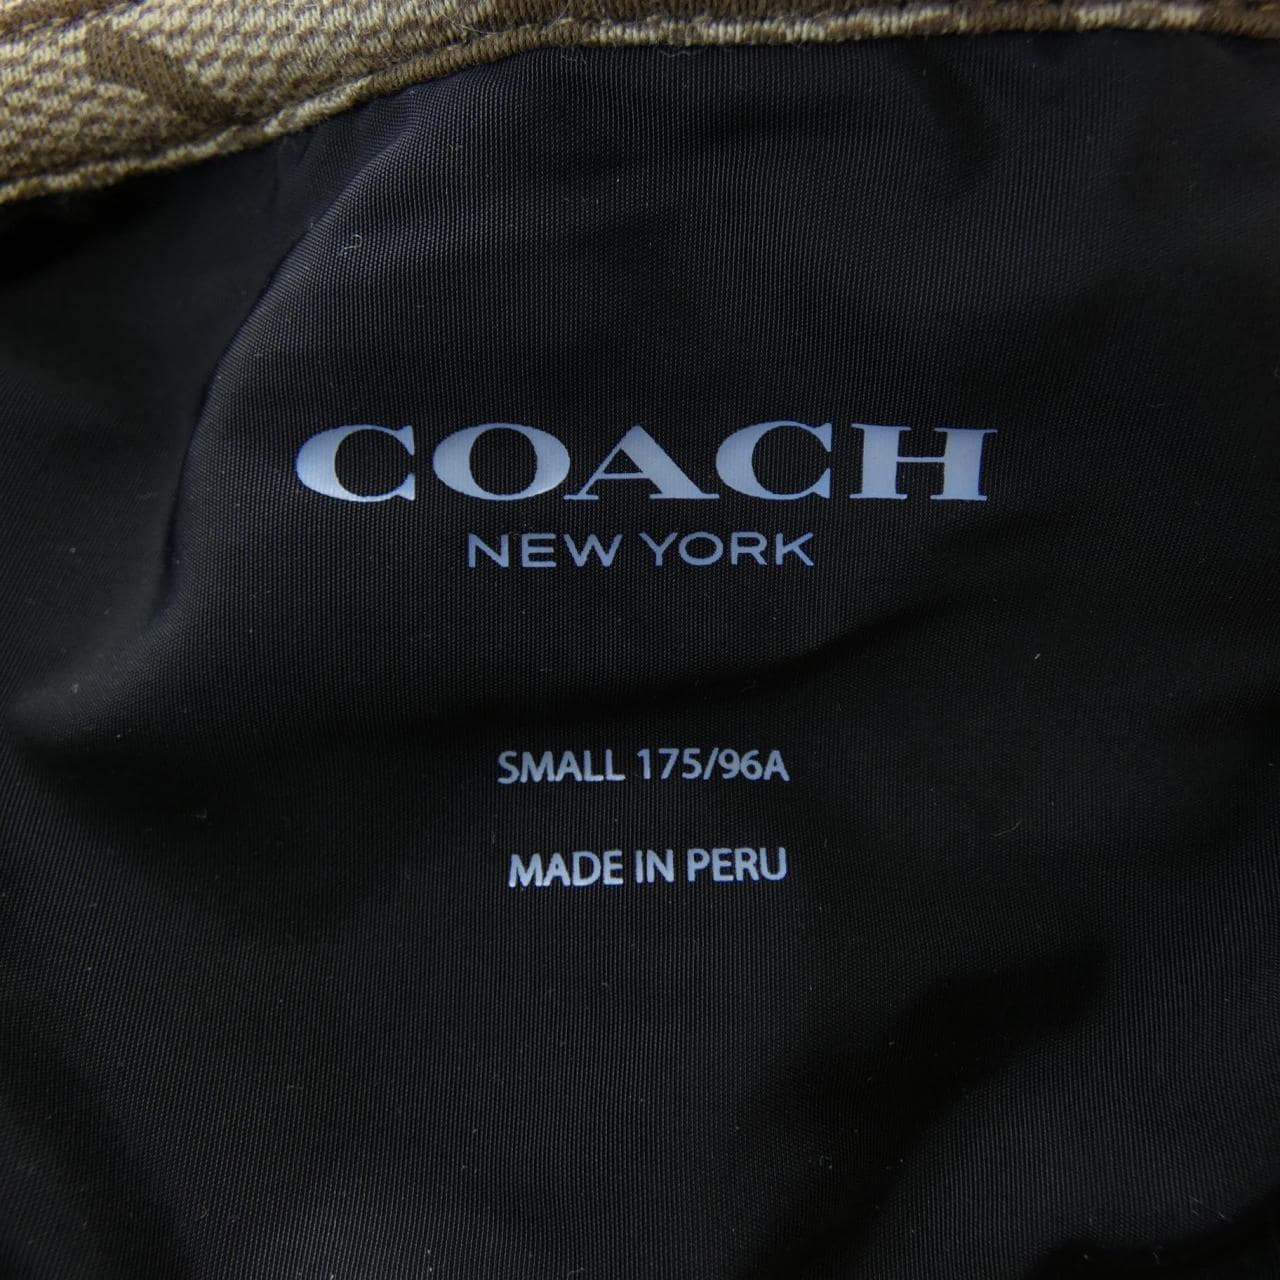 COACH
NEW YORK
SMALL 175/96A
MADE IN PERU